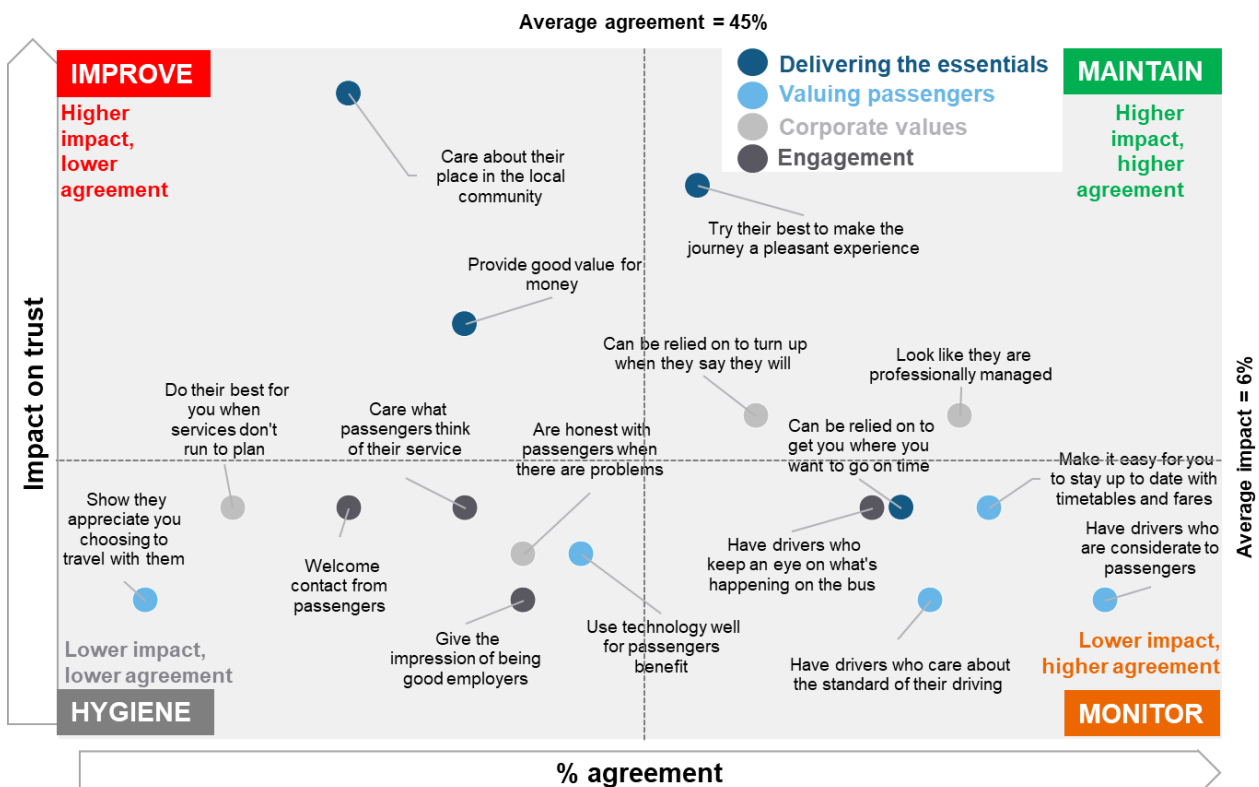 Average agreement = 45%
IMPROVE
Higher
impact,
lower
agreement
Delivering the essentials
Valuing passengers
Corporate values
Engagement
MAINTAIN
Higher
impact,
higher
agreement
Care about their
place in the local
community
Try their best to make the
journey a pleasant experience
Provide good value for
money
Can be relied on to turn up
when they say they will
Look like they are
professionally managed
Do their best for
you when
services don't
run to plan
Care what
passengers think
of their service
Are honest with
passengers when
there are problems
Can be relied on to
get you where you
want to go on time
Make it easy for you
to stay up to date with
timetables and fares
Show they
appreciate you
choosing to
travel with them
Welcome
contact from
passengers
Give the
impression of being
good employers
Use technology well
for passengers
benefit
Have drivers who
keep an eye on what's
happening on the bus
Have drivers who
are considerate to
passengers
Have drivers who care about
the standard of their driving
Lower impact,
lower agreement
HYGIENE
Lower impact,
higher agreement
MONITOR
Impact on trust
Average impact = 6%
% agreement